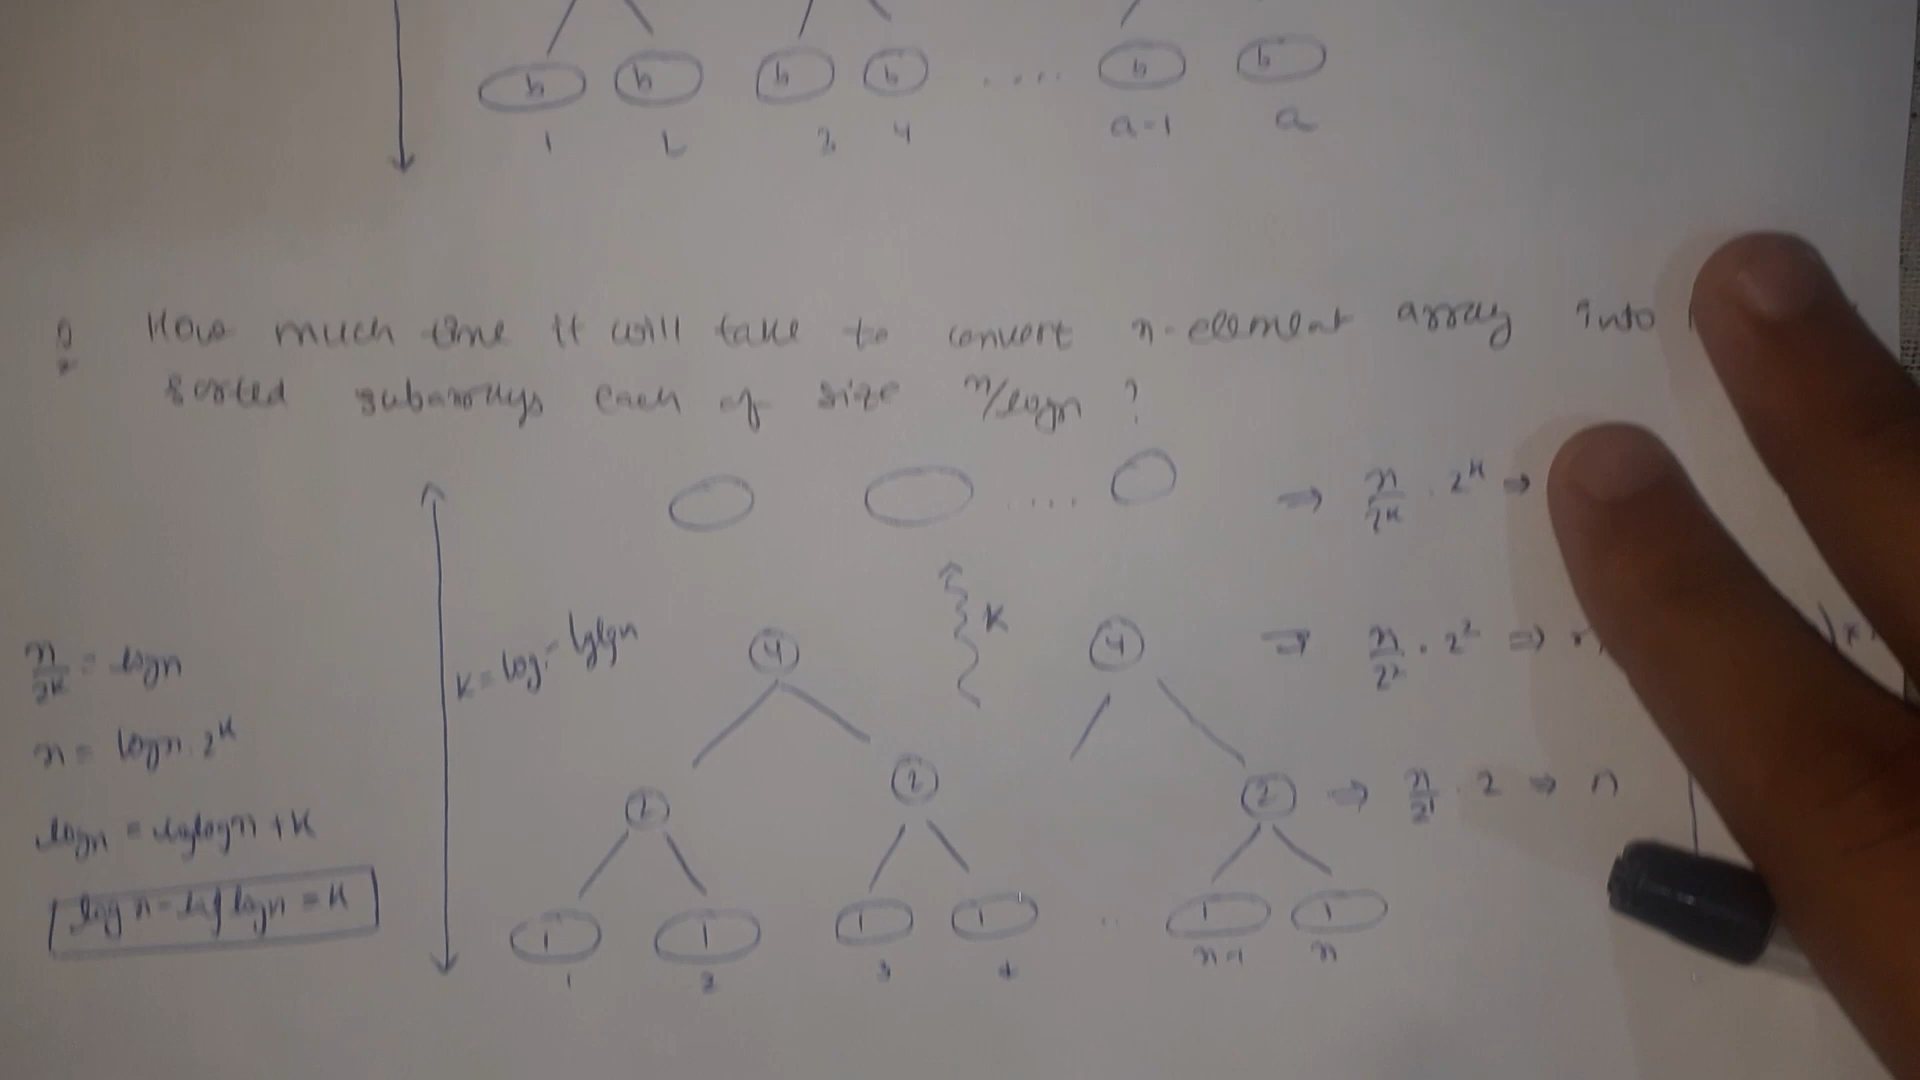 h h h h .... h h
1 2 3 4 a-1 a
Q How much time it will take to convert n-element array into
sorted subarrays each of size n/logn ?
.... ⇒ n/2^k . 2^k ⇒
K
K = log - lglgn
4 4 ⇒ n/2^2 . 2^2 ⇒
n/2^k = logn
n = logn . 2^k
2 2 2 ⇒ n/2^1 . 2 ⇒ n
logn = loglogn + K
logn - loglogn = K
1 1 1 1 .. 1 1
1 2 3 4 n-1 n